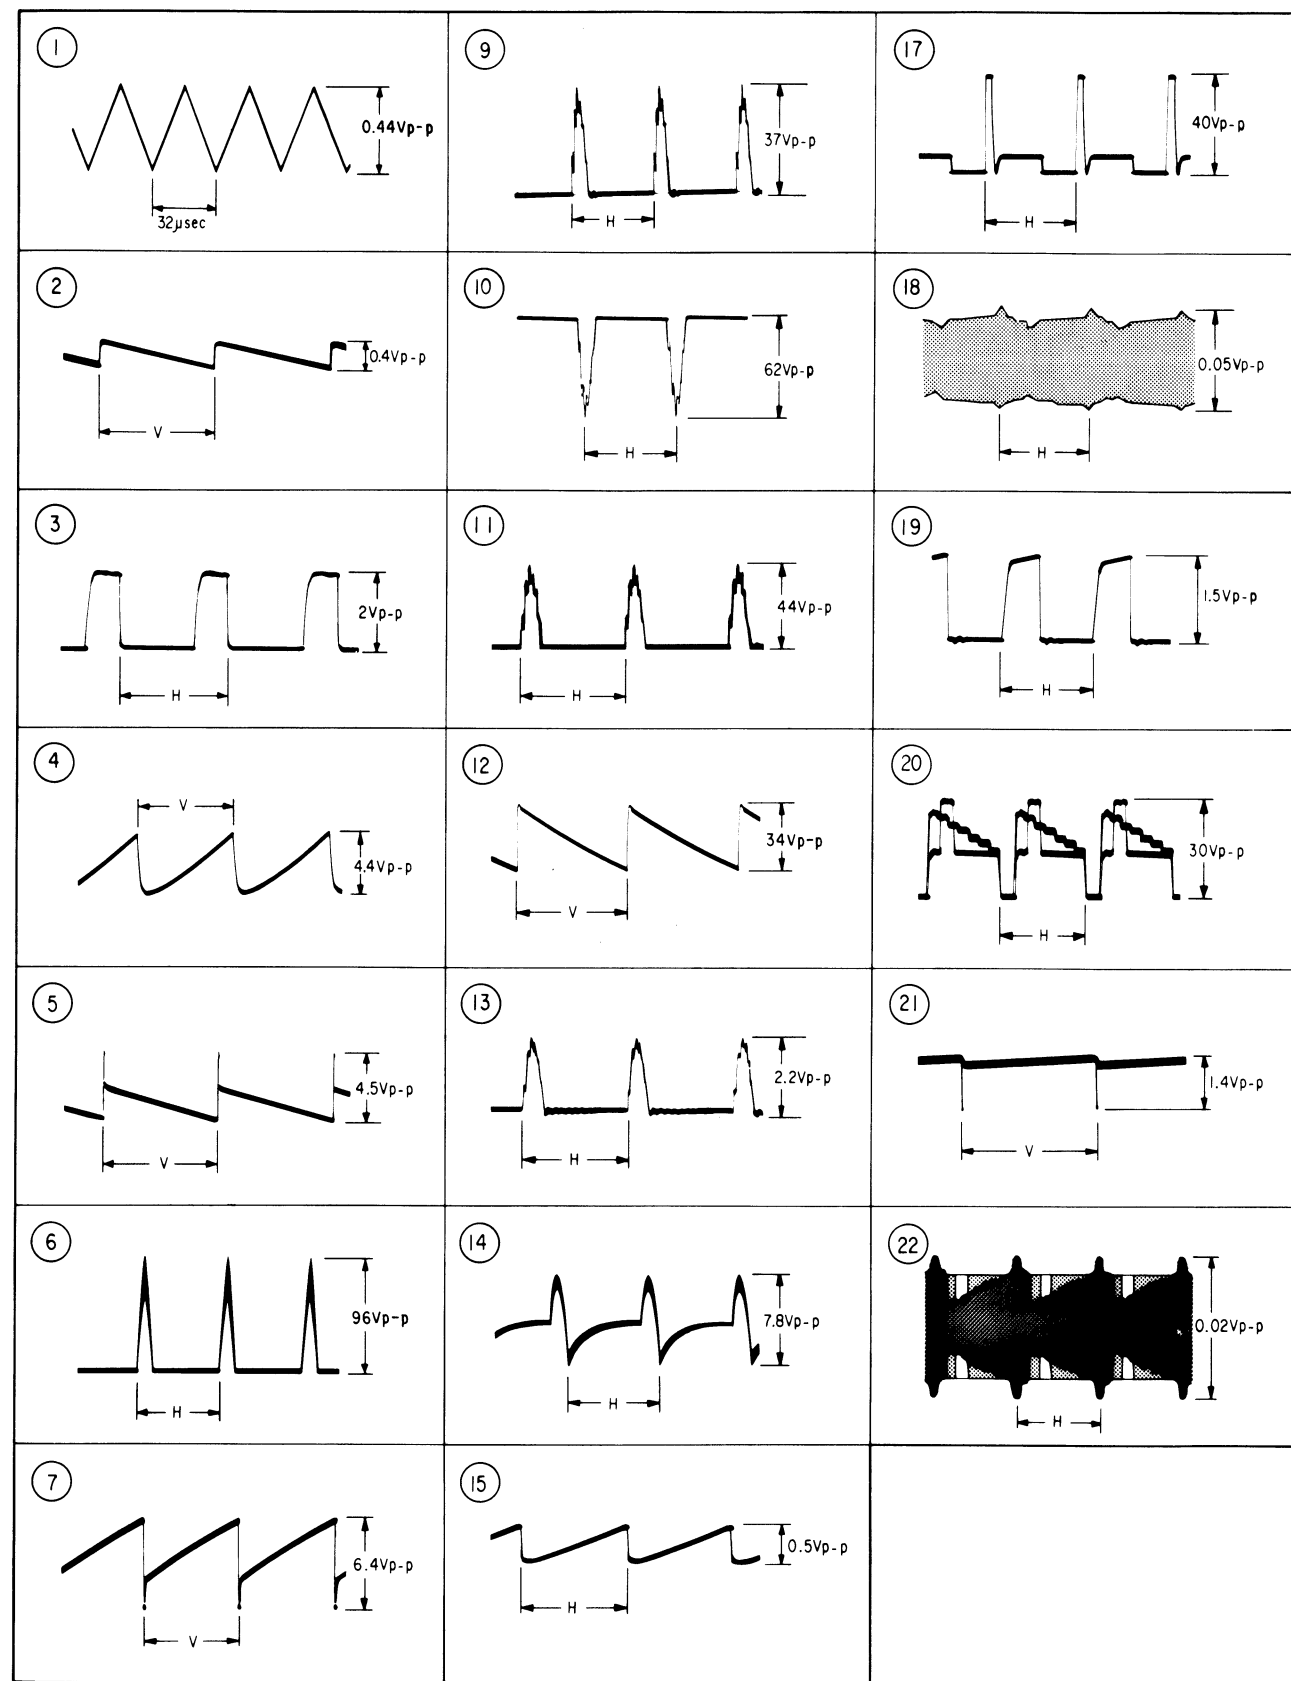 1
0.44Vp-p
32µsec
2
0.4Vp-p
V
3
2Vp-p
H
4
V
4.4Vp-p
5
4.5Vp-p
V
6
96Vp-p
H
7
6.4Vp-p
V
9
37Vp-p
H
10
62Vp-p
H
11
44Vp-p
H
12
34Vp-p
V
13
2.2Vp-p
H
14
7.8Vp-p
H
15
0.5Vp-p
H
17
40Vp-p
H
18
0.05Vp-p
H
19
1.5Vp-p
H
20
30Vp-p
H
21
1.4Vp-p
V
22
0.02Vp-p
H